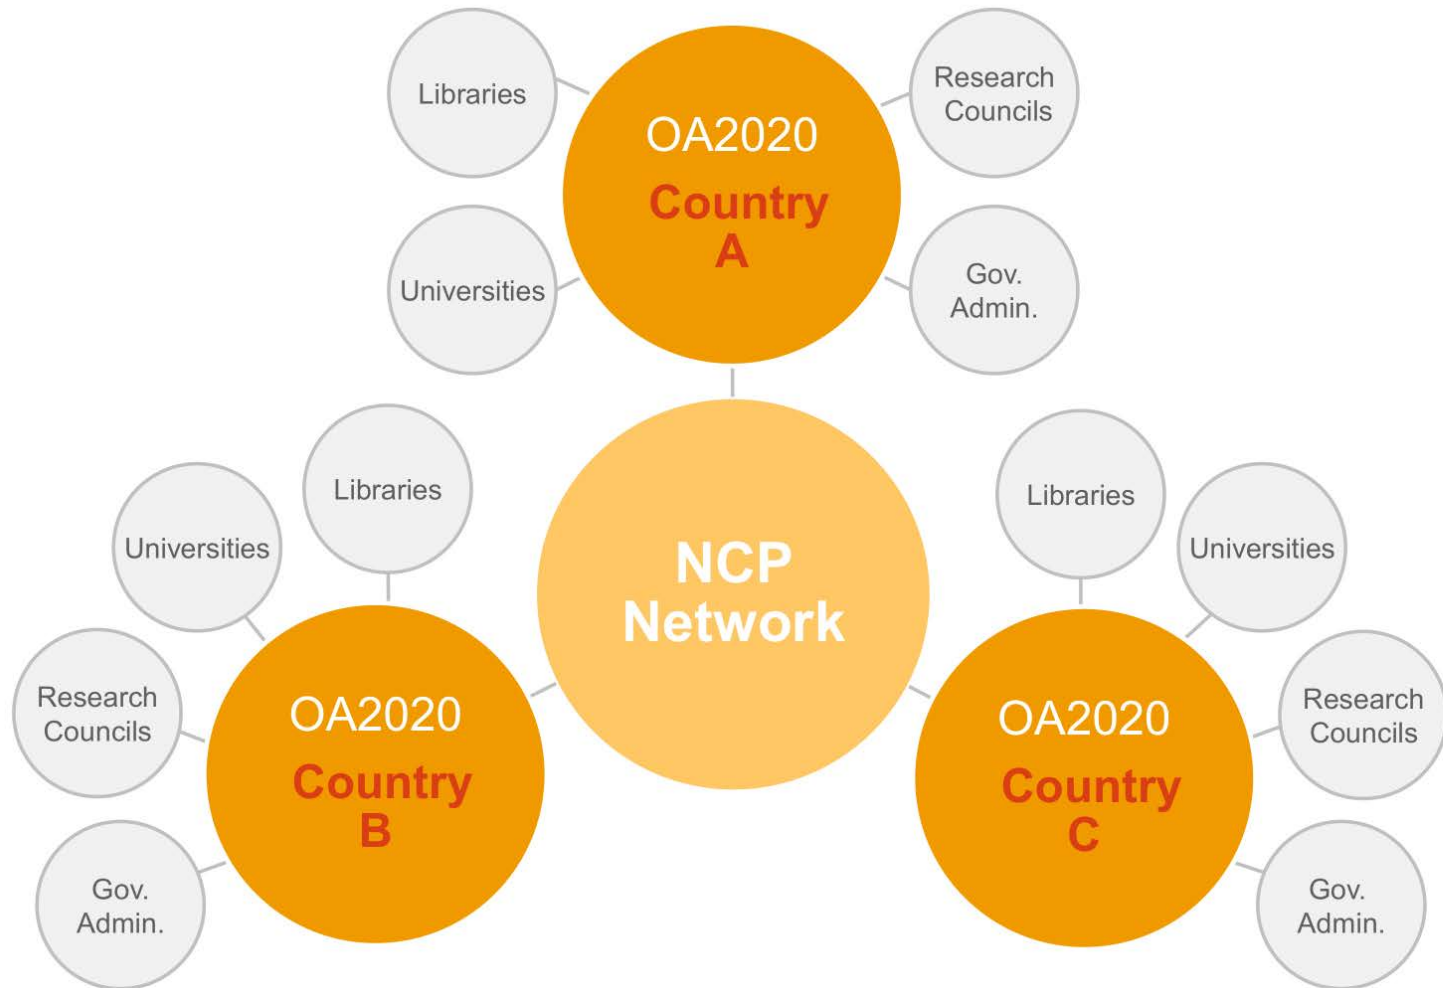 Libraries
Research
Councils
OA2020
Country
A
Universities
Gov.
Admin.
NCP
Network
Libraries
Universities
Research
Councils
Gov.
Admin.
OA2020
Country
B
Libraries
Universities
Research
Councils
Gov.
Admin.
OA2020
Country
C